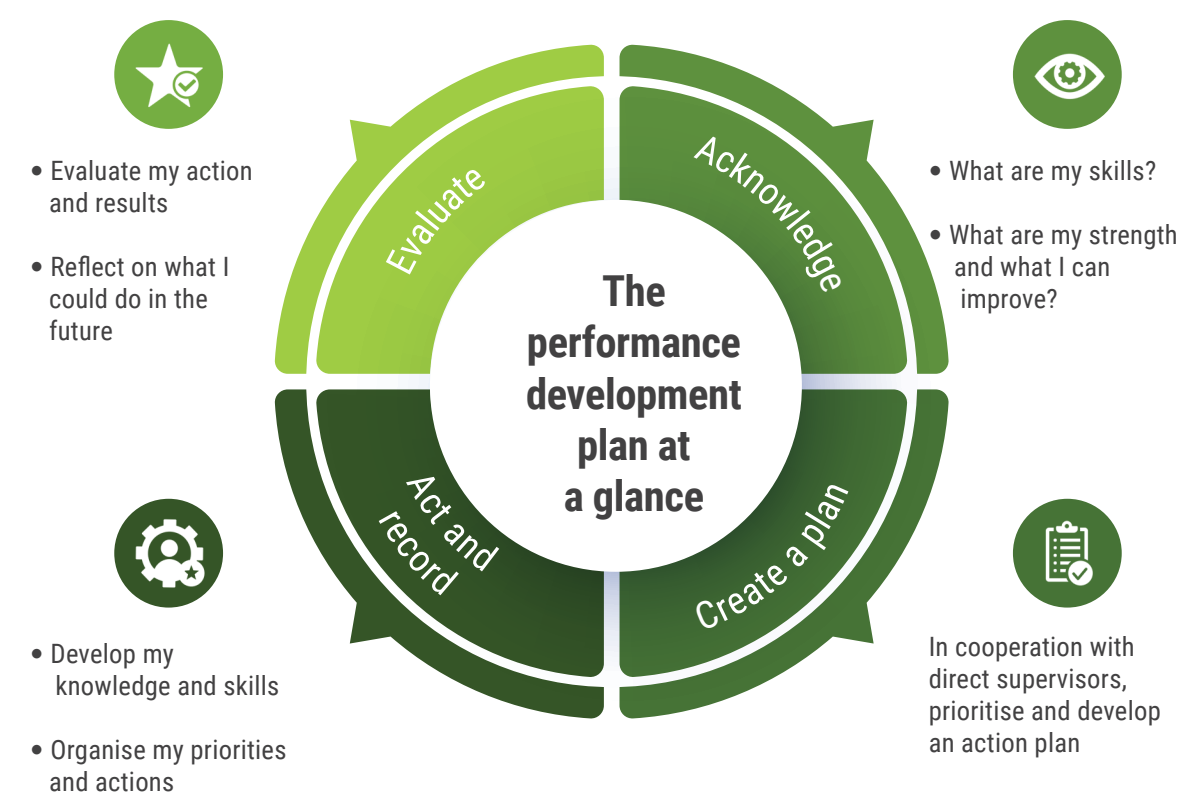 The
performance
development
plan at
a glance
Acknowledge
• What are my skills?
• What are my strength
and what I can
improve?
Create a plan
In cooperation with
direct supervisors,
prioritise and develop
an action plan
Act and
record
• Develop my
knowledge and skills
• Organise my priorities
and actions
Evaluate
• Evaluate my action
and results
• Reflect on what I
could do in the
future